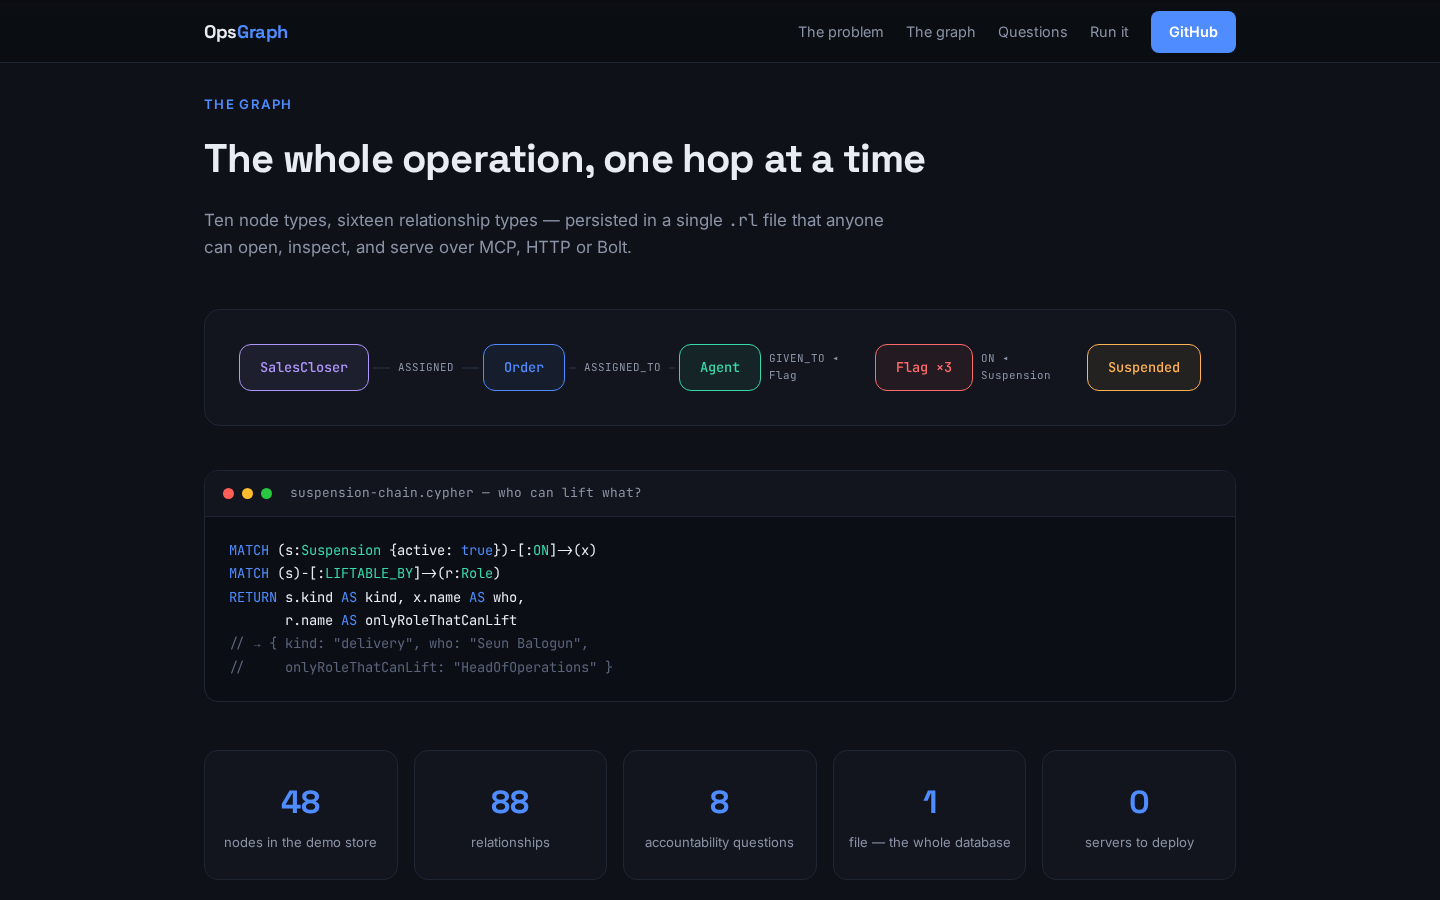 OpsGraph
The problem
The graph
Questions
Run it
GitHub
THE GRAPH
The whole operation, one hop at a time
Ten node types, sixteen relationship types — persisted in a single .rl file that anyone
can open, inspect, and serve over MCP, HTTP or Bolt.
SalesCloser
ASSIGNED
Order
ASSIGNED_TO
Agent
GIVEN_TO ◂
Flag
Flag ×3
ON ◂
Suspension
Suspended
suspension-chain.cypher — who can lift what?
MATCH (s:Suspension {active: true})-[:ON]->(x)
MATCH (s)-[:LIFTABLE_BY]->(r:Role)
RETURN s.kind AS kind, x.name AS who,
r.name AS onlyRoleThatCanLift
// → { kind: "delivery", who: "Seun Balogun",
// onlyRoleThatCanLift: "HeadOfOperations" }
48
nodes in the demo store
88
relationships
8
accountability questions
1
file — the whole database
0
servers to deploy